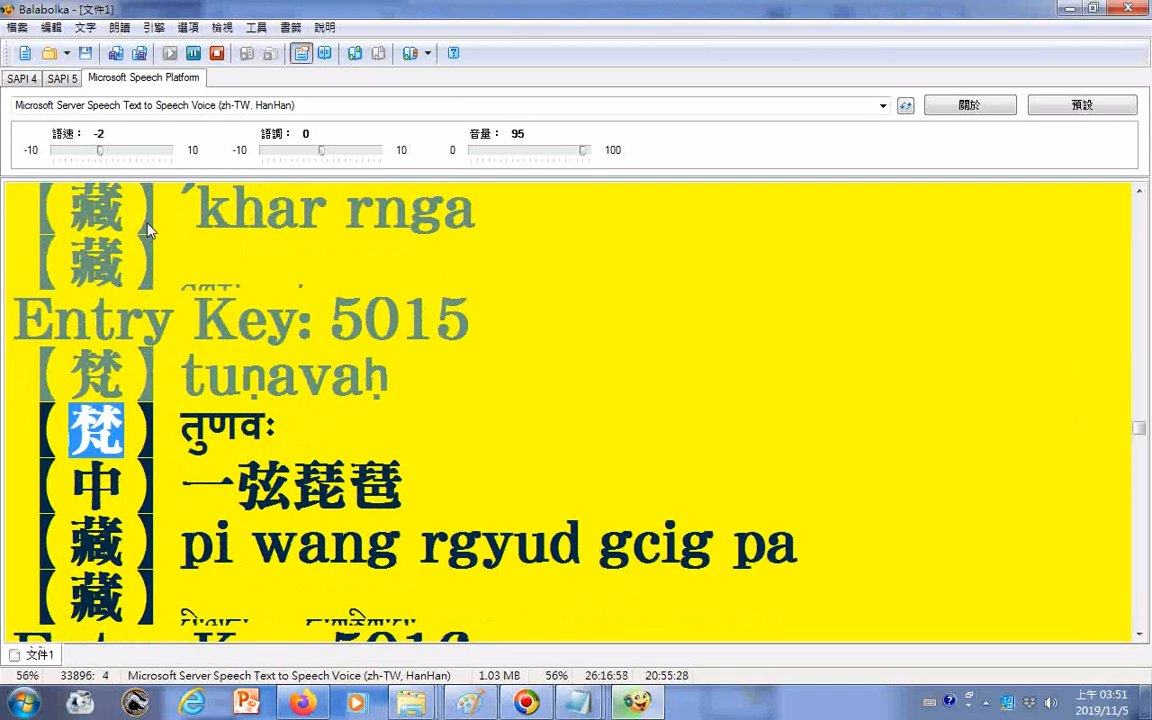 Balabolka - [文件1]
檔案 編輯 文字 朗讀 引擎 選項 檢視 工具 書籤 說明
SAPI 4 SAPI 5 Microsoft Speech Platform
Microsoft Server Speech Text to Speech Voice (zh-TW, HanHan) 關於 預設
語速： -2 語調： 0 音量： 95
-10 10 -10 10 0 100
【藏】 ´khar rnga
【藏】
Entry Key: 5015
【梵】 tuṇavaḥ
【梵】 तुणवः
【中】 一弦琵琶
【藏】 pi wang rgyud gcig pa
【藏】
Entry Key: 5016
文件1
56% 33896: 4 Microsoft Server Speech Text to Speech Voice (zh-TW, HanHan) 1.03 MB 56% 26:16:58 20:55:28
上午 03:51
2019/11/5